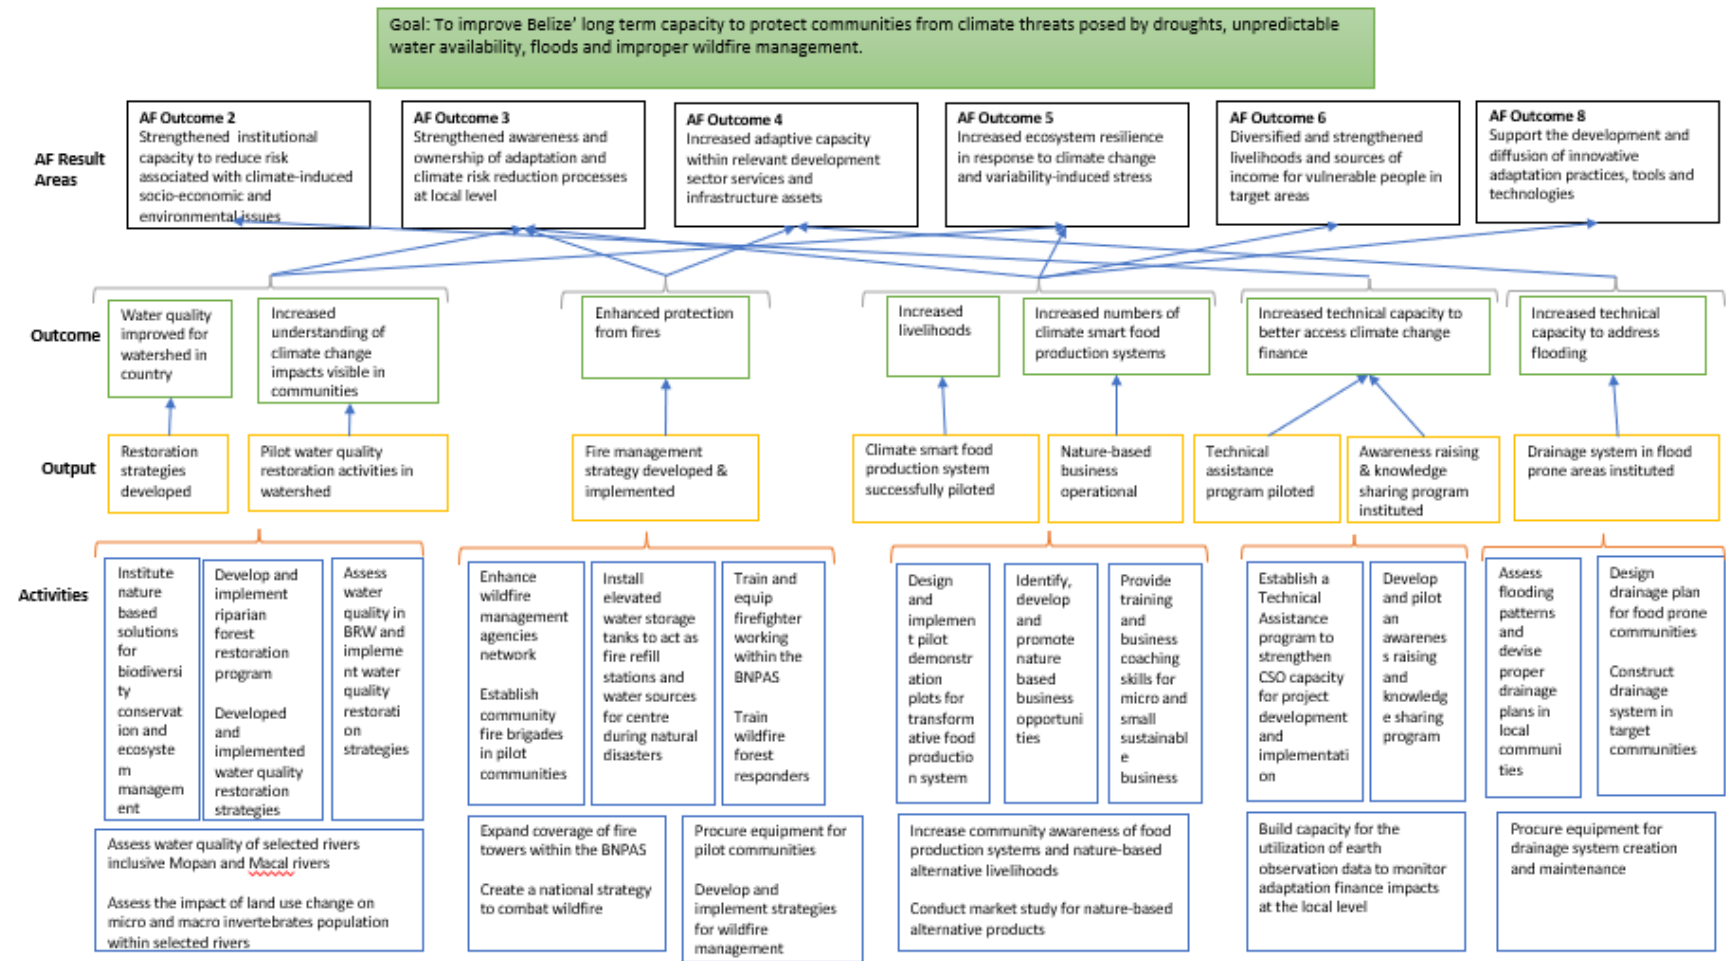 Goal: To improve Belize' long term capacity to protect communities from climate threats posed by droughts, unpredictable
water availability, floods and improper wildfire management.
AF Result
Areas
AF Outcome 2
Strengthened institutional
capacity to reduce risk
associated with climate-induced
socio-economic and
environmental issues
AF Outcome 3
Strengthened awareness and
ownership of adaptation and
climate risk reduction processes
at local level
AF Outcome 4
Increased adaptive capacity
within relevant development
sector services and
infrastructure assets
AF Outcome 5
Increased ecosystem resilience
in response to climate change
and variability-induced stress
AF Outcome 6
Diversified and strengthened
livelihoods and sources of
income for vulnerable people in
target areas
AF Outcome 8
Support the development and
diffusion of innovative
adaptation practices, tools and
technologies
Outcome
Water quality
improved for
watershed in
country
Increased
understanding of
climate change
impacts visible in
communities
Enhanced protection
from fires
Increased
livelihoods
Increased numbers of
climate smart food
production systems
Increased technical capacity to
better access climate change
finance
Increased technical
capacity to address
flooding
Output
Restoration
strategies
developed
Pilot water quality
restoration activities in
watershed
Fire management
strategy developed &
implemented
Climate smart food
production system
successfully piloted
Nature-based
business
operational
Technical
assistance
program piloted
Awareness raising
& knowledge
sharing program
instituted
Drainage system in flood
prone areas instituted
Activities
Institute
nature
based
solutions
for
biodiversi
ty
conservat
ion and
ecosyste
m
managem
ent
Develop and
implement
riparian
forest
restoration
program
Developed
and
implemented
water quality
restoration
strategies
Assess
water
quality in
BRW and
impleme
nt water
quality
restorati
on
strategies
Enhance
wildfire
management
agencies
network
Establish
community
fire brigades
in pilot
communities
Install
elevated
water storage
tanks to act as
fire refill
stations and
water sources
for centre
during natural
disasters
Train and
equip
firefighter
working
within the
BNPAS
Train
wildfire
forest
responders
Design
and
implemen
t pilot
demonstr
ation
plots for
transform
ative food
productio
n system
Identify,
develop
and
promote
nature
based
business
opportuni
ties
Provide
training
and
business
coaching
skills for
micro and
small
sustainabl
e
business
Establish a
Technical
Assistance
program to
strengthen
CSO capacity
for project
development
and
implementati
on
Develop
and pilot
an
awarenes
s raising
and
knowledg
e sharing
program
Assess
flooding
patterns
and
devise
proper
drainage
plans in
local
communi
ties
Design
drainage plan
for food prone
communities
Construct
drainage
system in
target
communities
Assess water quality of selected rivers
inclusive Mopan and Macal rivers
Assess the impact of land use change on
micro and macro invertebrates population
within selected rivers
Expand coverage of fire
towers within the BNPAS
Create a national strategy
to combat wildfire
Procure equipment for
pilot communities
Develop and
implement strategies
for wildfire
management
Increase community awareness of food
production systems and nature-based
alternative livelihoods
Conduct market study for nature-based
alternative products
Build capacity for the
utilization of earth
observation data to monitor
adaptation finance impacts
at the local level
Procure equipment for
drainage system creation
and maintenance